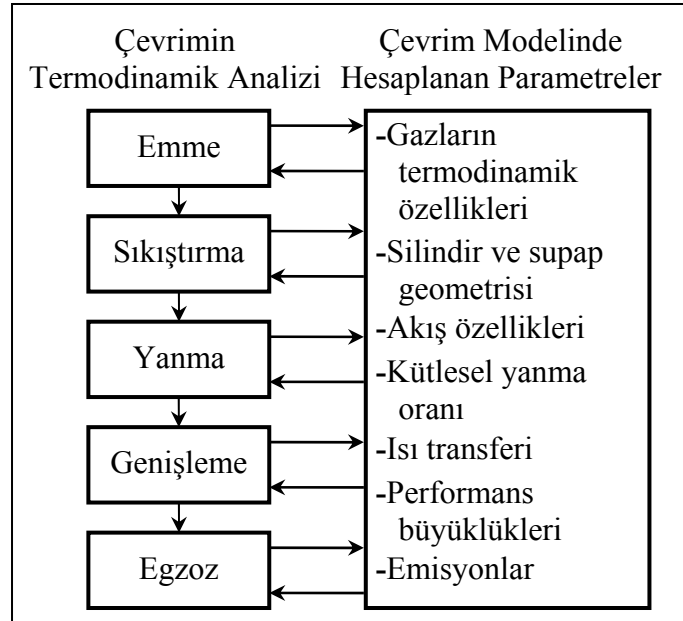 Çevrimin
Termodinamik Analizi
Çevrim Modelinde
Hesaplanan Parametreler
Emme
Sıkıştırma
Yanma
Genişleme
Egzoz
-Gazların
termodinamik
özellikleri
-Silindir ve supap
geometrisi
-Akış özellikleri
-Kütlesel yanma
oranı
-Isı transferi
-Performans
büyüklükleri
-Emisyonlar